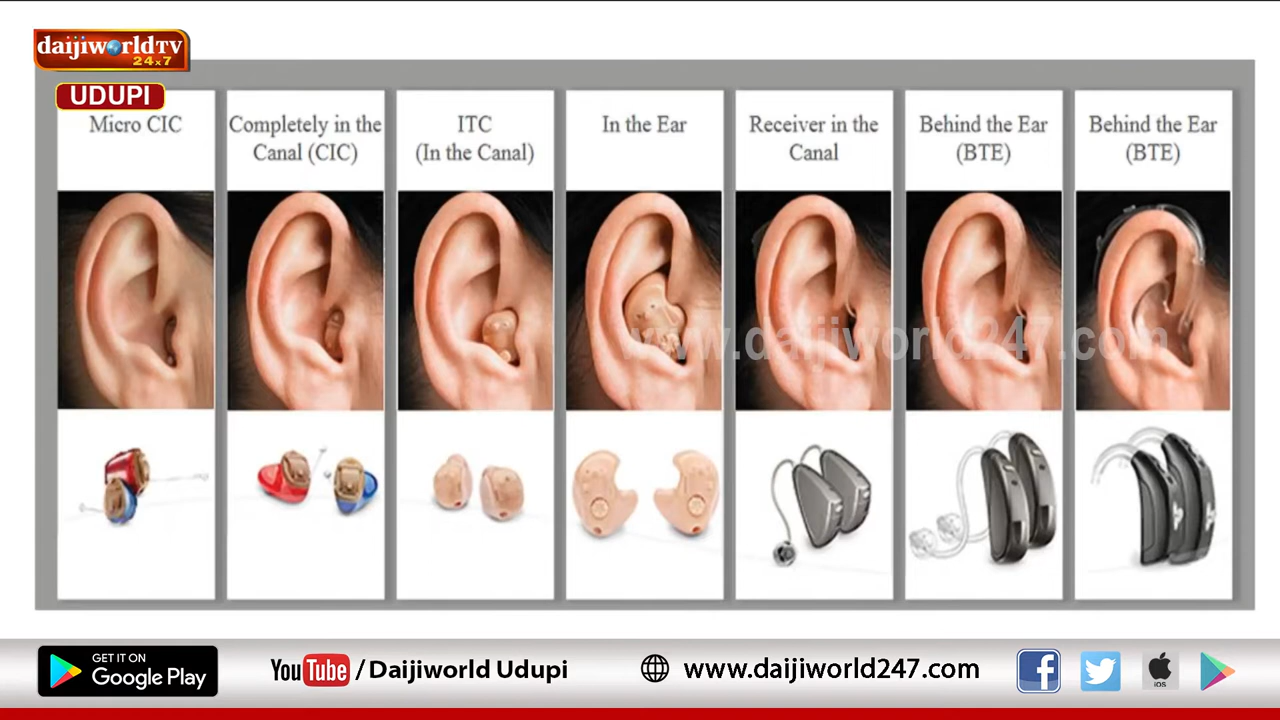 daijiworldTV
24x7
UDUPI
Micro CIC
Completely in the
Canal (CIC)
ITC
(In the Canal)
In the Ear
Receiver in the
Canal
Behind the Ear
(BTE)
Behind the Ear
(BTE)
www.daijiworld247.com
GET IT ON
Google Play
YouTube / Daijiworld Udupi
www.daijiworld247.com
iOS